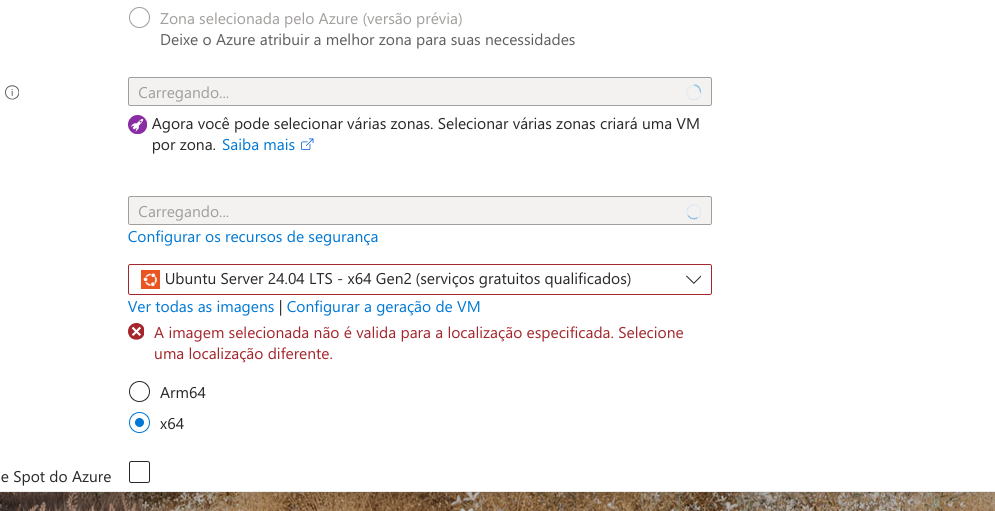 Zona selecionada pelo Azure (versão prévia)
Deixe o Azure atribuir a melhor zona para suas necessidades
Carregando...
Agora você pode selecionar várias zonas. Selecionar várias zonas criará uma VM
por zona. Saiba mais
Carregando...
Configurar os recursos de segurança
Ubuntu Server 24.04 LTS - x64 Gen2 (serviços gratuitos qualificados)
Ver todas as imagens | Configurar a geração de VM
A imagem selecionada não é valida para a localização especificada. Selecione
uma localização diferente.
Arm64
x64
e Spot do Azure